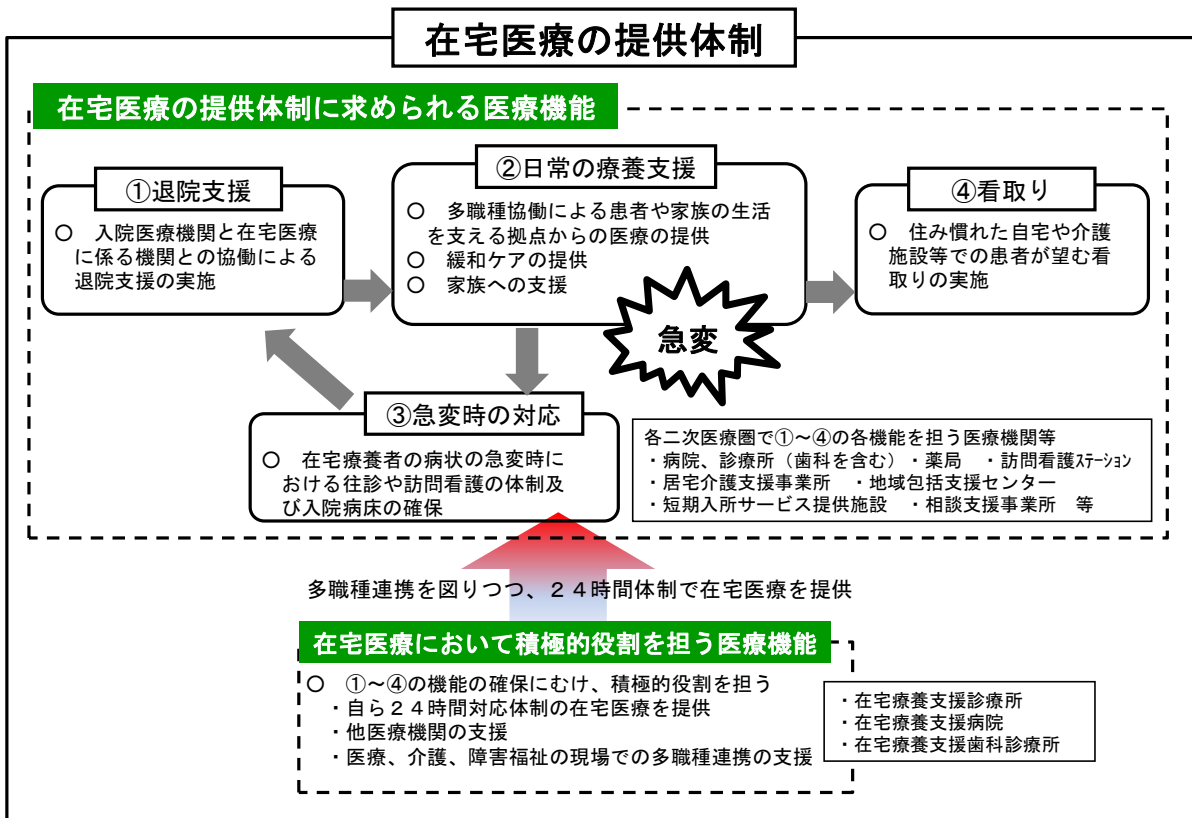 在宅医療の提供体制
在宅医療の提供体制に求められる医療機能
①退院支援
○　入院医療機関と在宅医療
に係る機関との協働による
退院支援の実施
②日常の療養支援
○　多職種協働による患者や家族の生活
を支える拠点からの医療の提供
○　緩和ケアの提供
○　家族への支援
急変
④看取り
○　住み慣れた自宅や介護
施設等での患者が望む看
取りの実施
③急変時の対応
○　在宅療養者の病状の急変時に
おける往診や訪問看護の体制及
び入院病床の確保
各二次医療圏で①～④の各機能を担う医療機関等
・病院、診療所（歯科を含む）・薬局　・訪問看護ｽﾃｰｼｮﾝ
・居宅介護支援事業所　・地域包括支援センター
・短期入所サービス提供施設　・相談支援事業所　等
多職種連携を図りつつ、２４時間体制で在宅医療を提供
在宅医療において積極的役割を担う医療機能
○　①～④の機能の確保にむけ、積極的役割を担う
・自ら２４時間対応体制の在宅医療を提供
・他医療機関の支援
・医療、介護、障害福祉の現場での多職種連携の支援
・在宅療養支援診療所
・在宅療養支援病院
・在宅療養支援歯科診療所